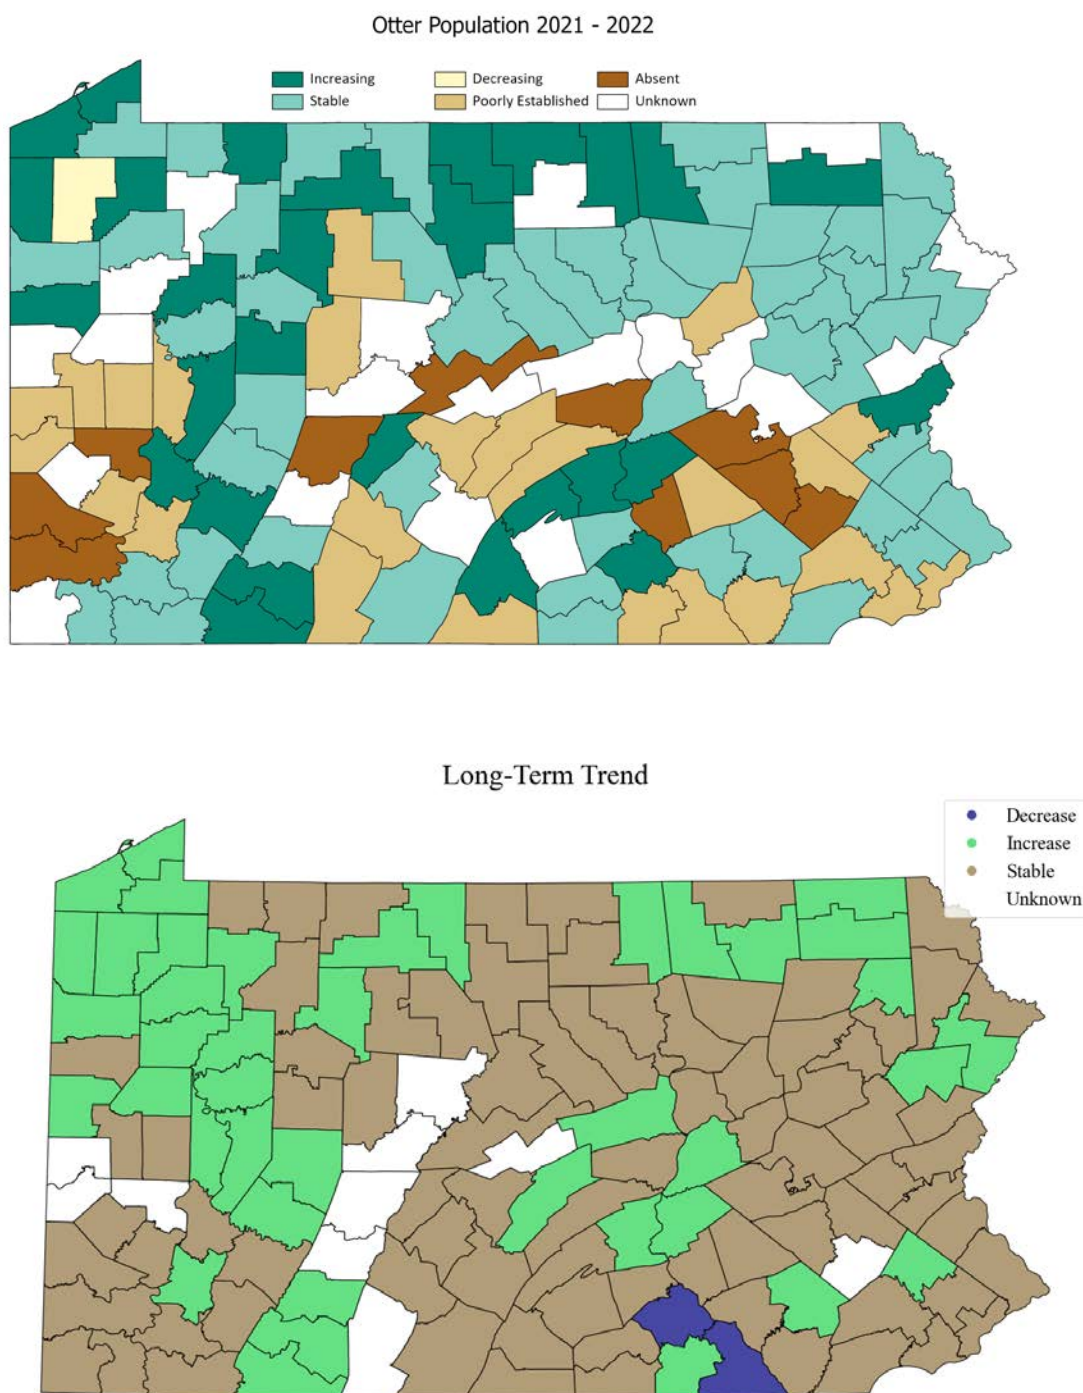 Otter Population 2021 - 2022
Increasing
Decreasing
Absent
Stable
Poorly Established
Unknown
Long-Term Trend
Decrease
Increase
Stable
Unknown